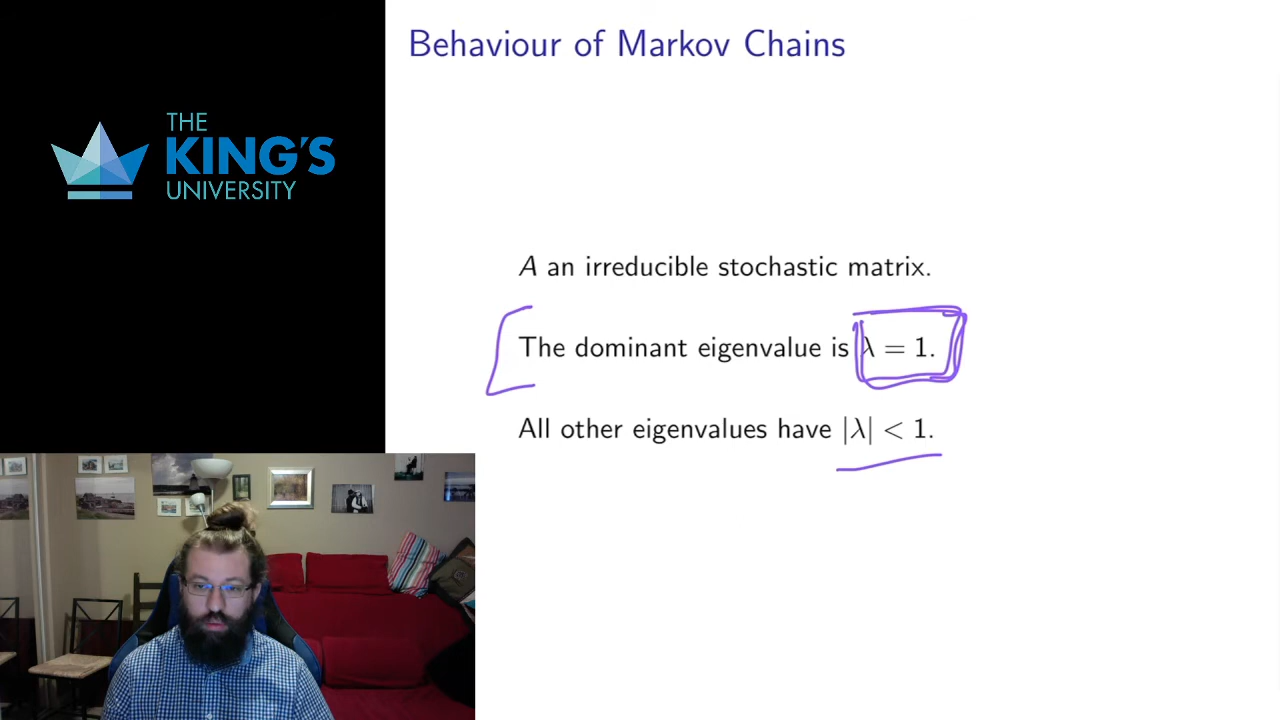 THE
KING'S
UNIVERSITY
Behaviour of Markov Chains
A an irreducible stochastic matrix.
The dominant eigenvalue is λ = 1.
All other eigenvalues have |λ| < 1.